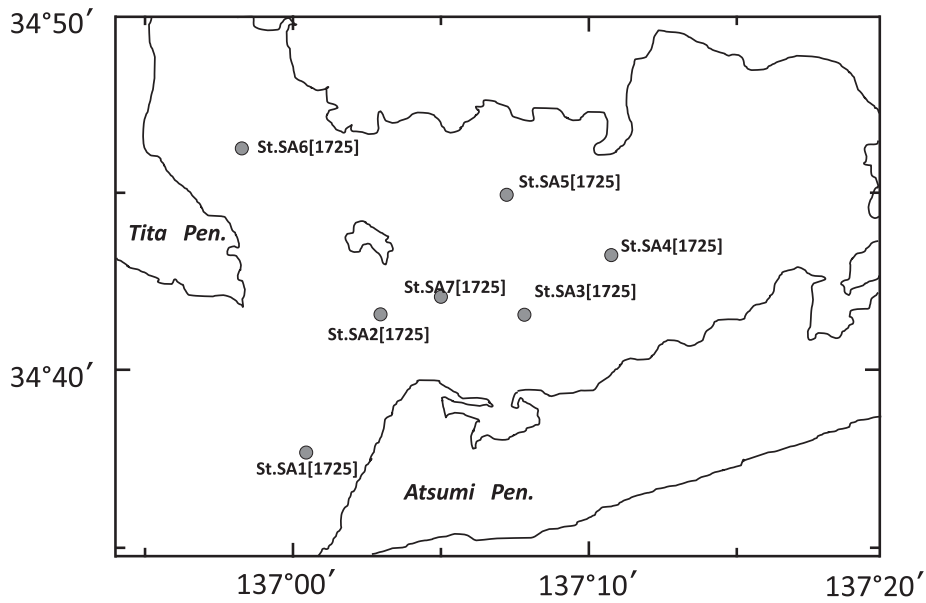 34°50′
St.SA6[1725]
St.SA5[1725]
Tita Pen.
St.SA4[1725]
St.SA7[1725]
St.SA3[1725]
St.SA2[1725]
34°40′
St.SA1[1725]
Atsumi Pen.
137°00′
137°10′
137°20′